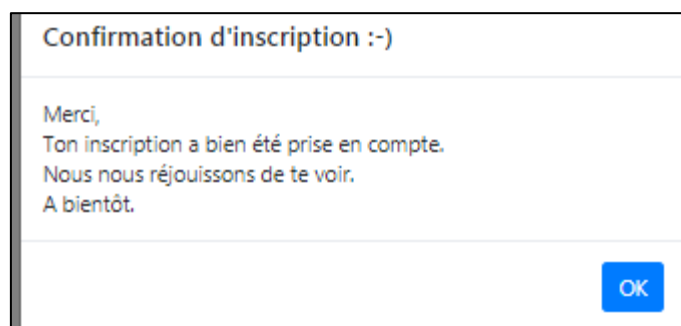 Confirmation d'inscription :-)
Merci,
Ton inscription a bien été prise en compte.
Nous nous réjouissons de te voir.
A bientôt.
OK